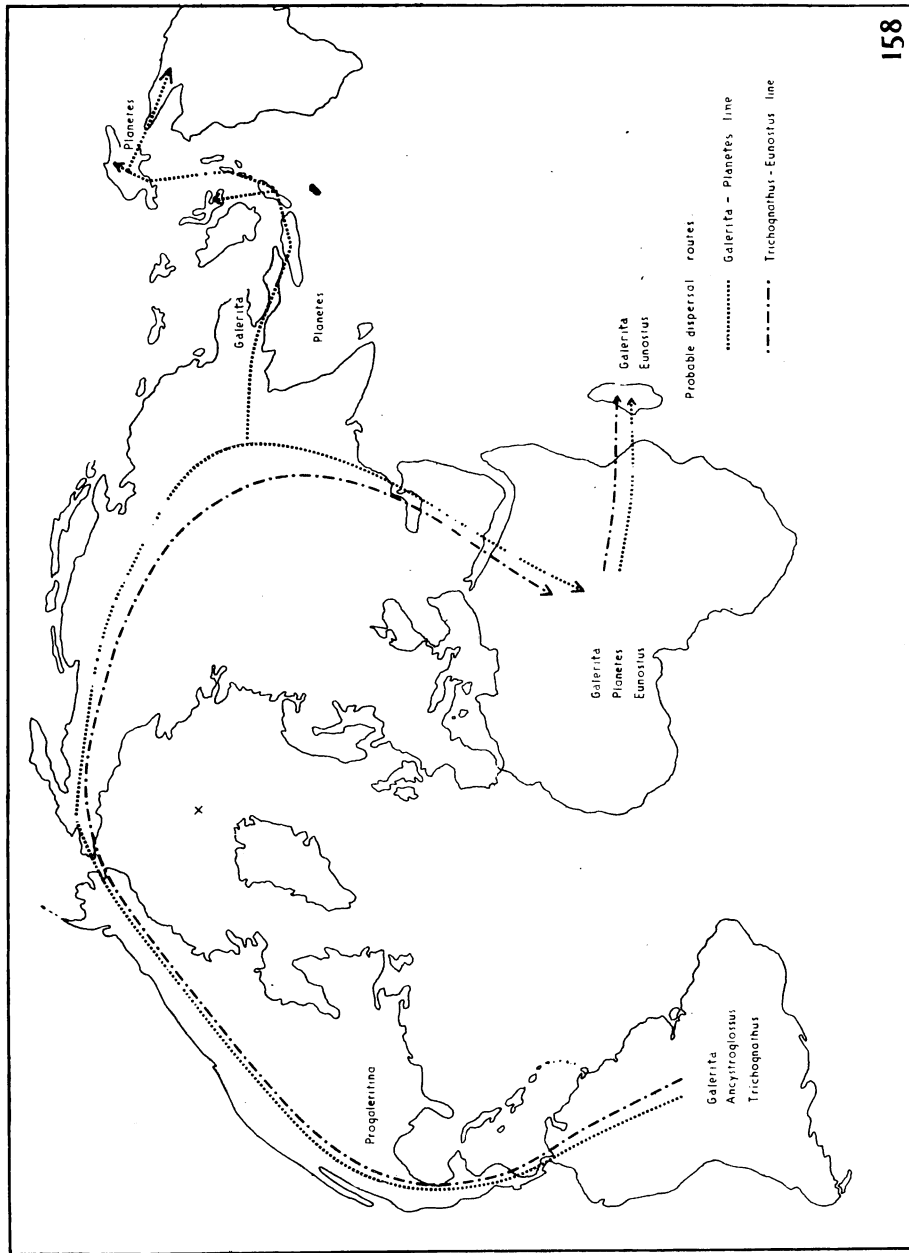 Planetes
Galerita
Planetes
Galerita
Eunostus
Probable dispersal routes
Galerita - Planetes line
Trichognathus - Eunostus line
Galerita
Planetes
Eunostus
x
Progaleritina
Galerita
Ancystroglossus
Trichognathus
158